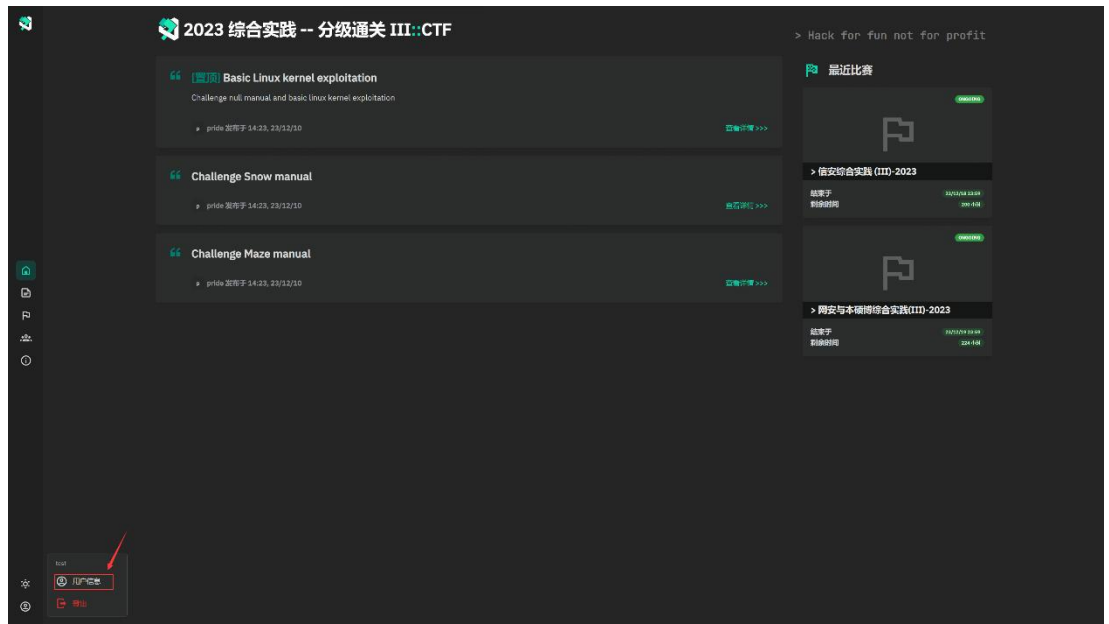 2023 综合实践 -- 分级通关 III::CTF
> Hack for fun not for profit
[置顶] Basic Linux kernel exploitation
Challenge null manual and basic linux kernel exploitation
pride 发布于 14:23, 23/12/10
查看详情 >>>
Challenge Snow manual
pride 发布于 14:23, 23/12/10
查看详情 >>>
Challenge Maze manual
pride 发布于 14:23, 23/12/10
查看详情 >>>
最近比赛
ONGOING
> 信安综合实践 (III)-2023
结束于
剩余时间
ONGOING
> 网安与本硕博综合实践(III)-2023
结束于
剩余时间
224 小时
test
用户信息
登出